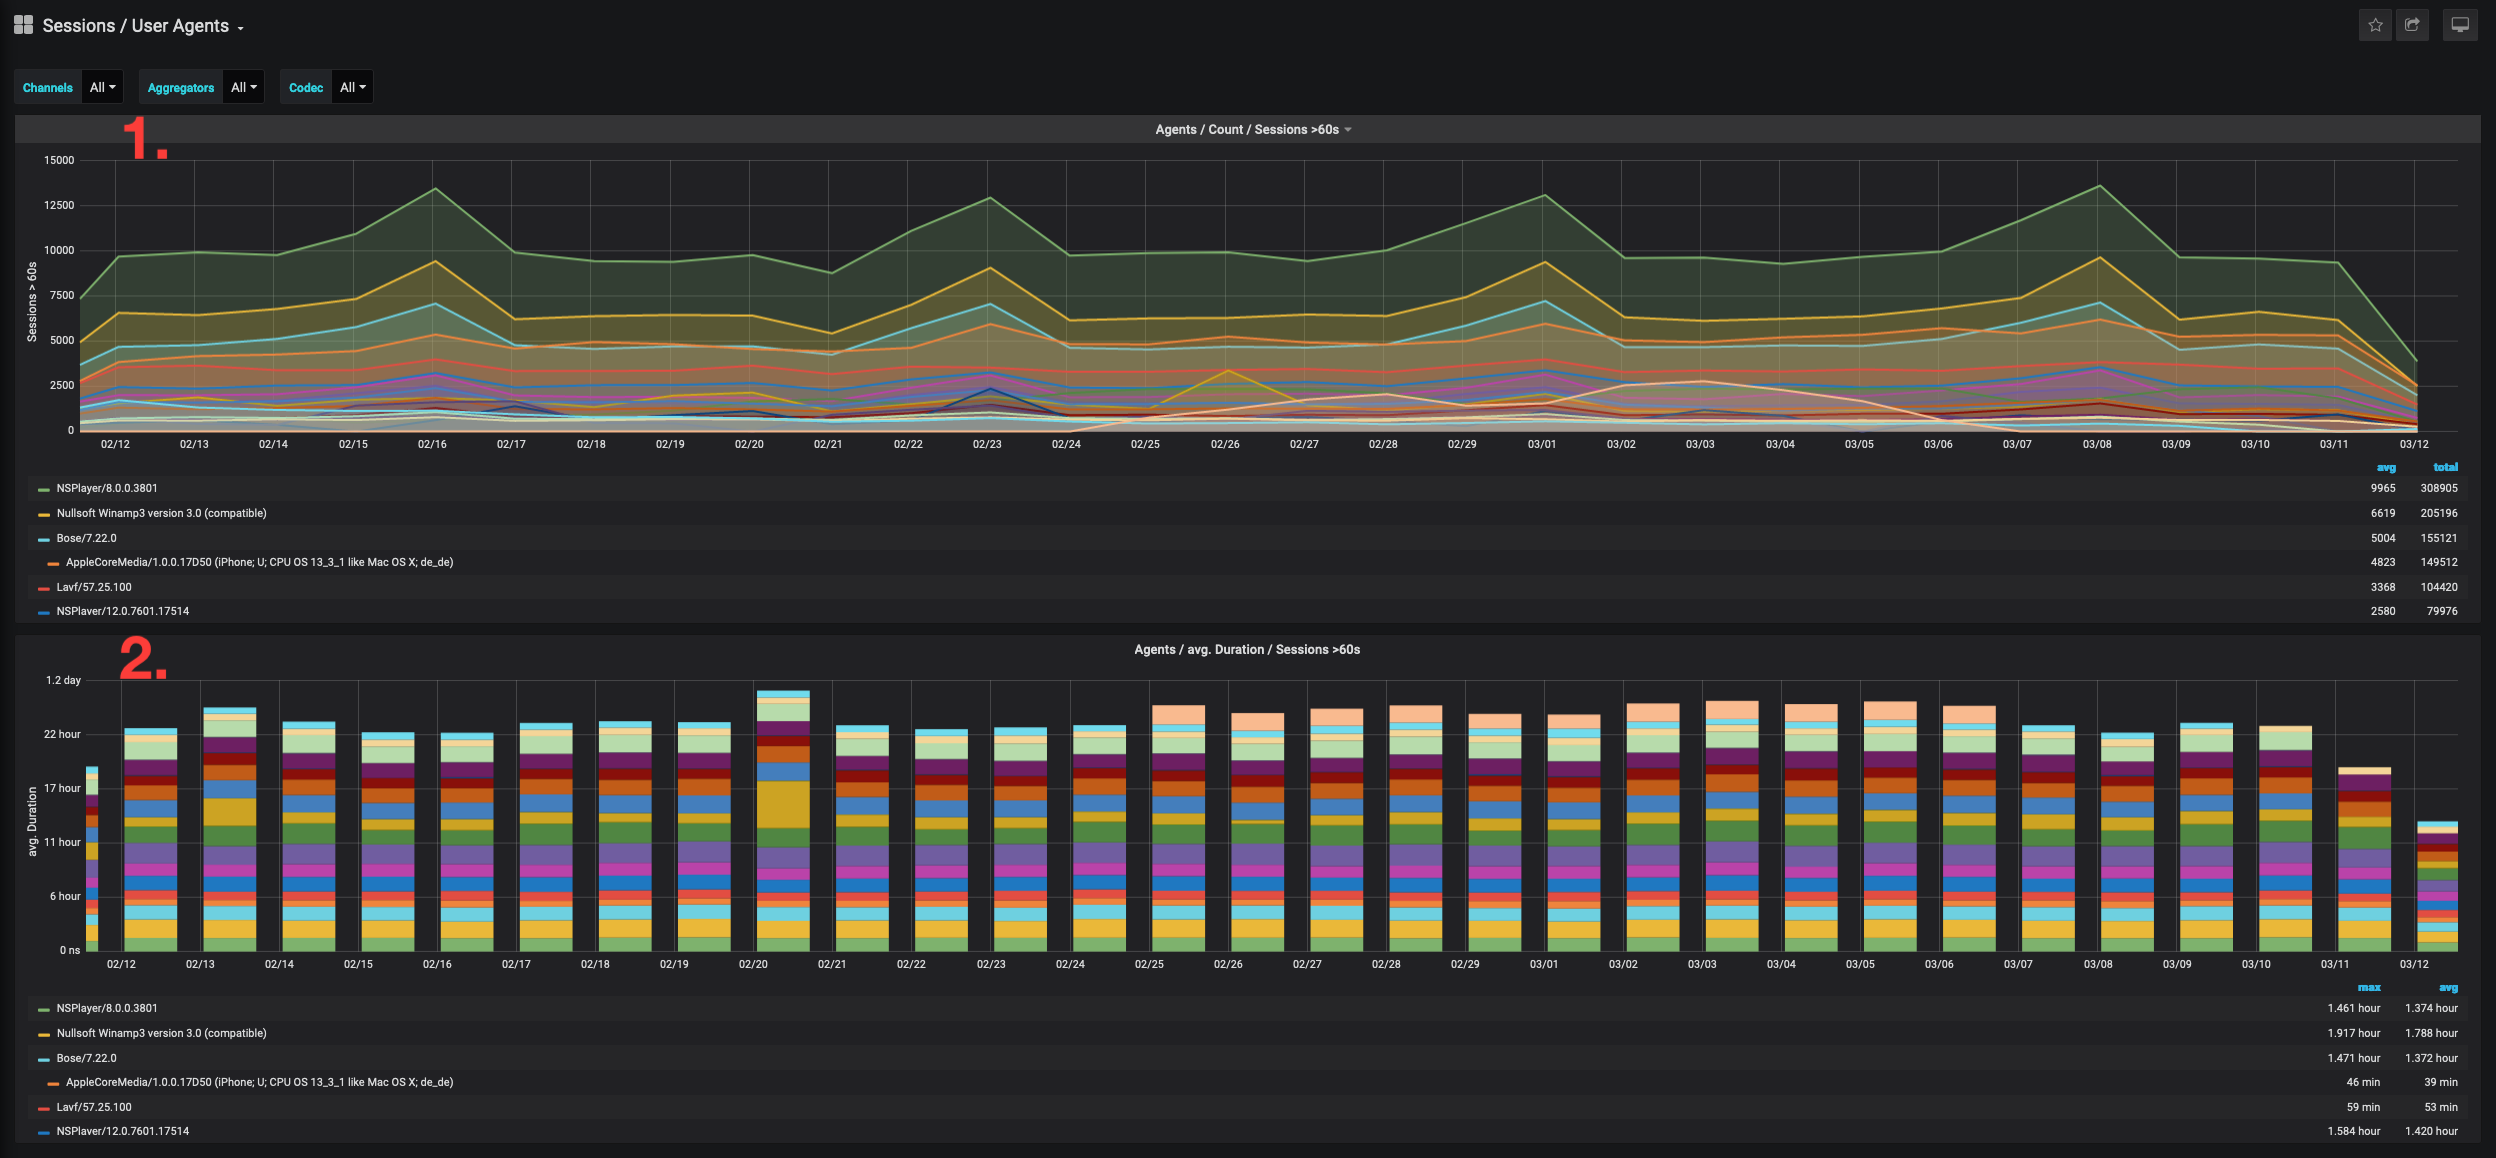 Sessions / User Agents
Channels All Aggregators All Codec All
1.
Agents / Count / Sessions >60s
Sessions > 60s
15000
12500
10000
7500
5000
2500
0
02/12 02/13 02/14 02/15 02/16 02/17 02/18 02/19 02/20 02/21 02/22 02/23 02/24 02/25 02/26 02/27 02/28 02/29 03/01 03/02 03/03 03/04 03/05 03/06 03/07 03/08 03/09 03/10 03/11 03/12
avg total
NSPlayer/8.0.0.3801 9965 308905
Nullsoft Winamp3 version 3.0 (compatible) 6619 205196
Bose/7.22.0 5004 155121
AppleCoreMedia/1.0.0.17D50 (iPhone; U; CPU OS 13_3_1 like Mac OS X; de_de) 4823 149512
Lavf/57.25.100 3368 104420
NSPlayer/12.0.7601.17514 2580 79976
2.
Agents / avg. Duration / Sessions >60s
avg. Duration
1.2 day
22 hour
17 hour
11 hour
6 hour
0 ns
02/12 02/13 02/14 02/15 02/16 02/17 02/18 02/19 02/20 02/21 02/22 02/23 02/24 02/25 02/26 02/27 02/28 02/29 03/01 03/02 03/03 03/04 03/05 03/06 03/07 03/08 03/09 03/10 03/11 03/12
max avg
NSPlayer/8.0.0.3801 1.461 hour 1.374 hour
Nullsoft Winamp3 version 3.0 (compatible) 1.917 hour 1.788 hour
Bose/7.22.0 1.471 hour 1.372 hour
AppleCoreMedia/1.0.0.17D50 (iPhone; U; CPU OS 13_3_1 like Mac OS X; de_de) 46 min 39 min
Lavf/57.25.100 59 min 53 min
NSPlayer/12.0.7601.17514 1.584 hour 1.420 hour